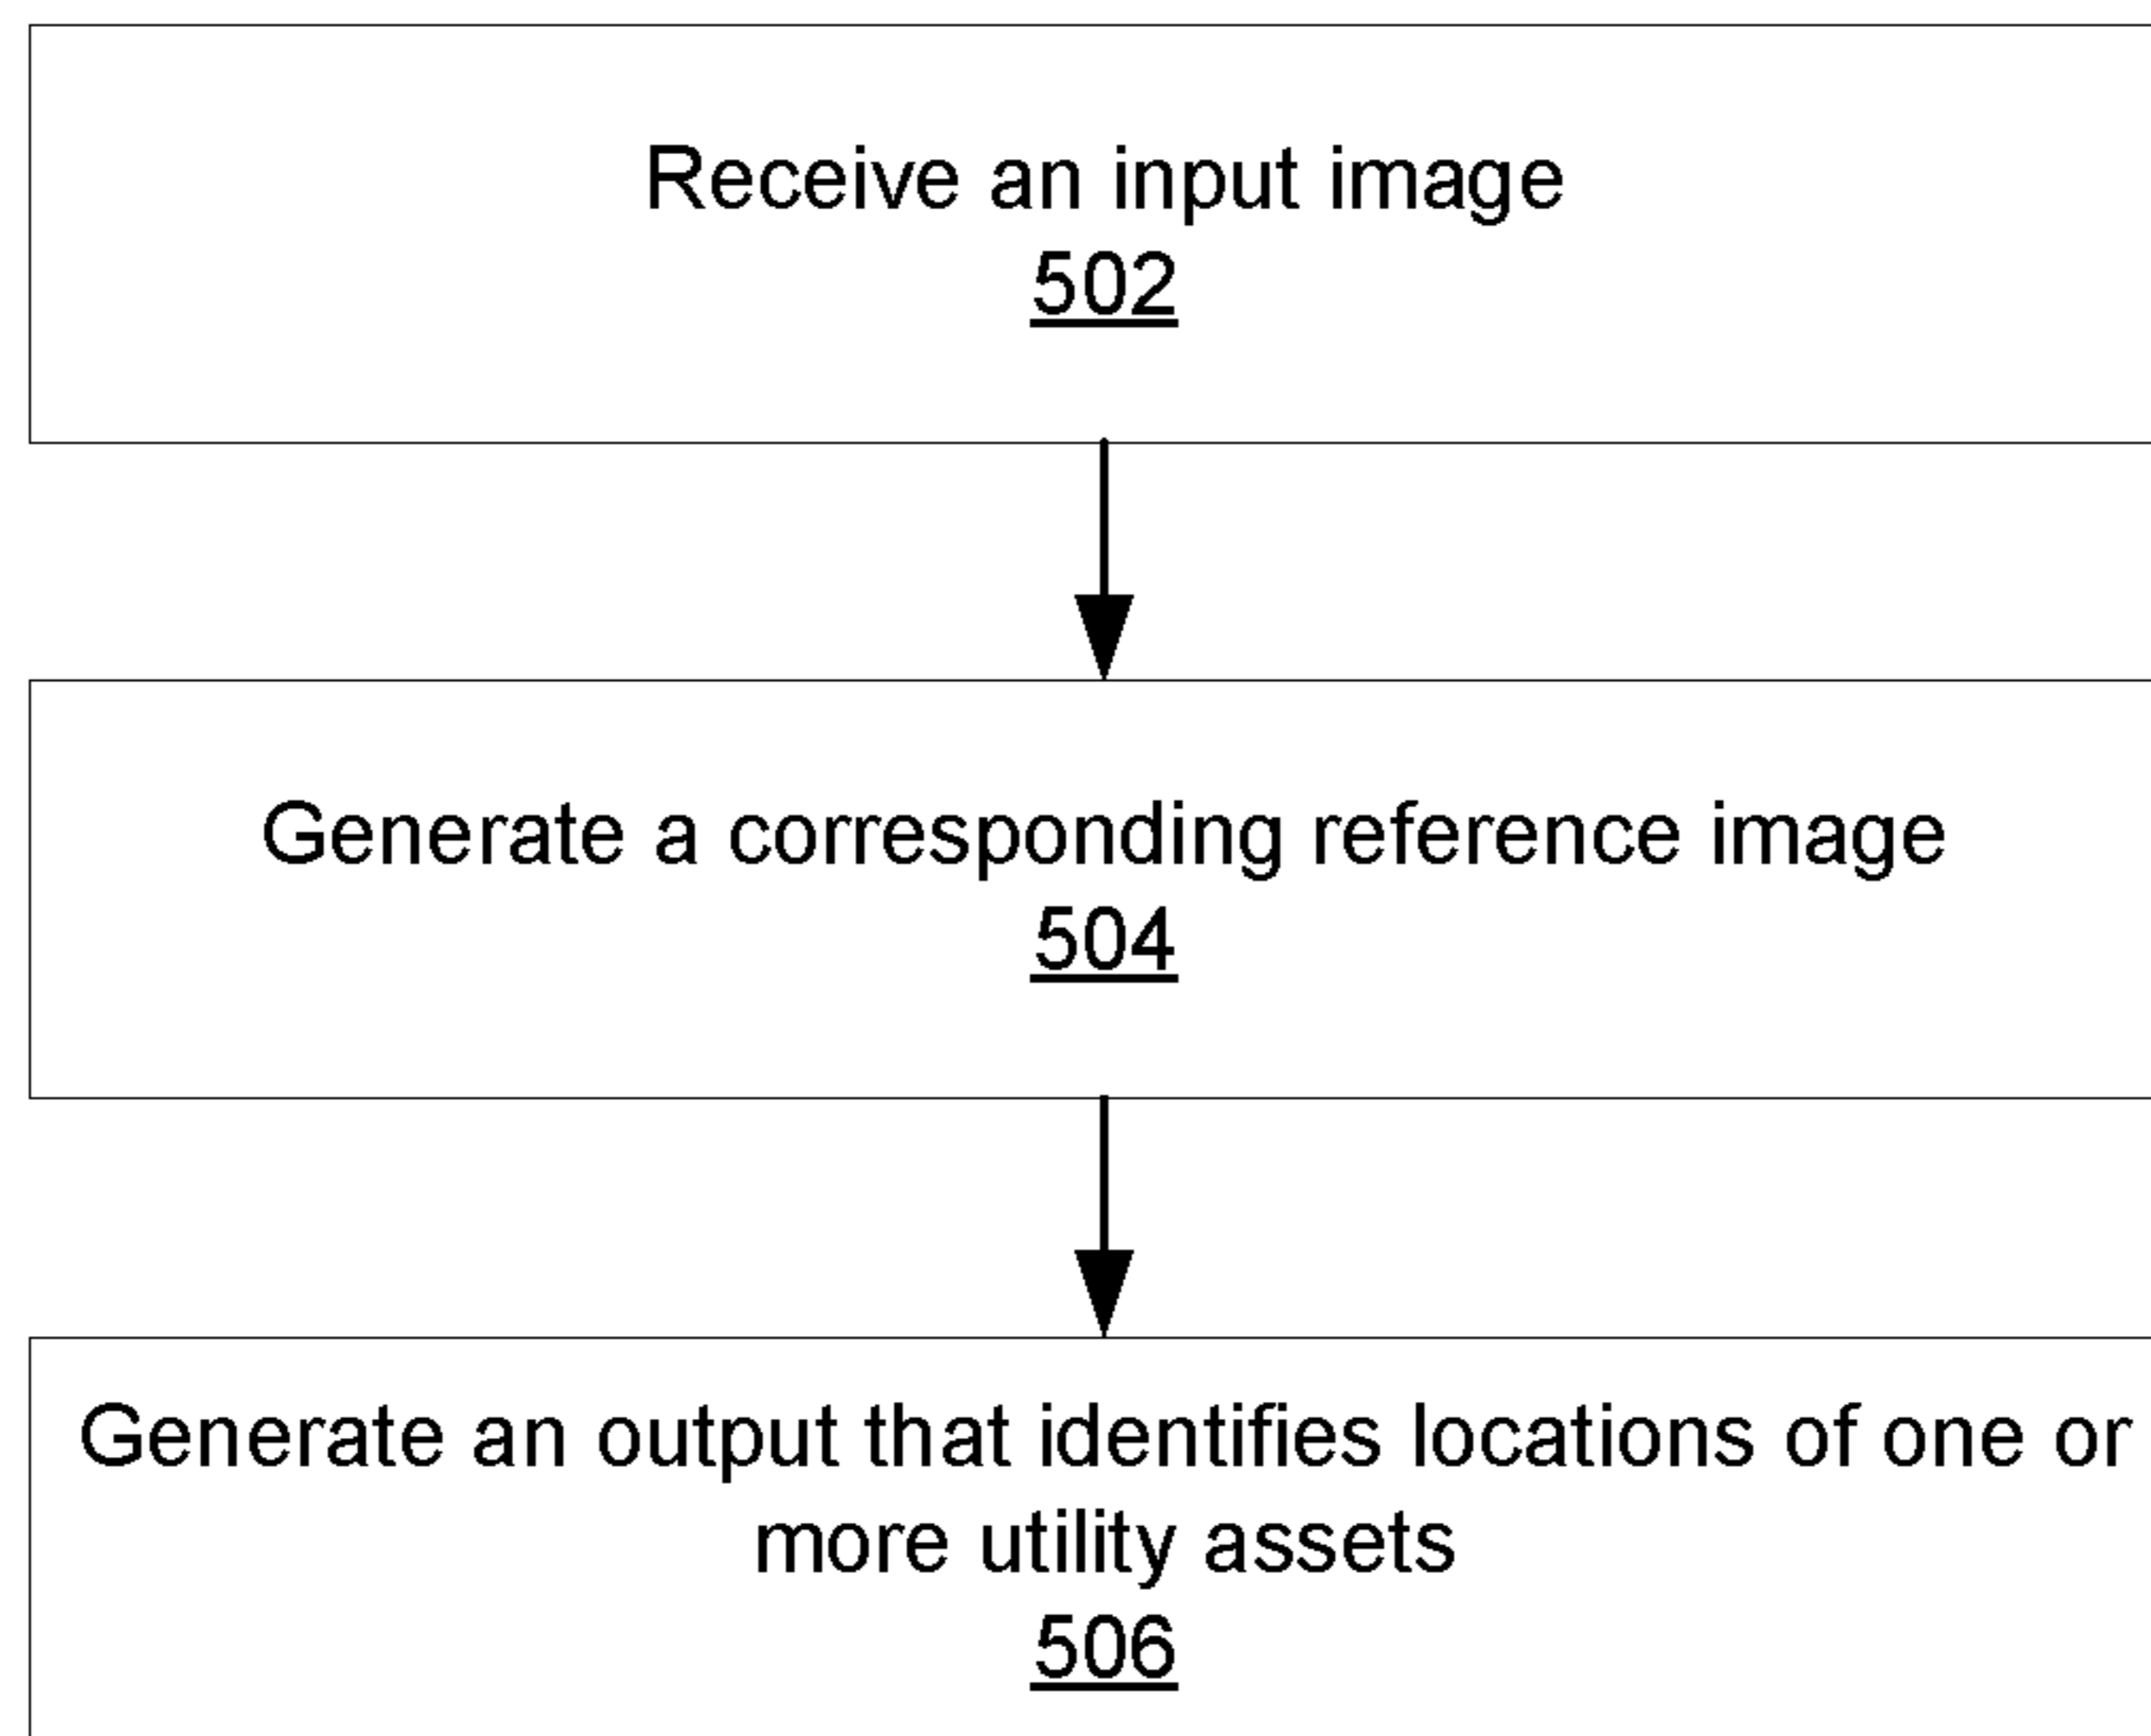 Receive an input image
502
Generate a corresponding reference image
504
Generate an output that identifies locations of one or
more utility assets
506